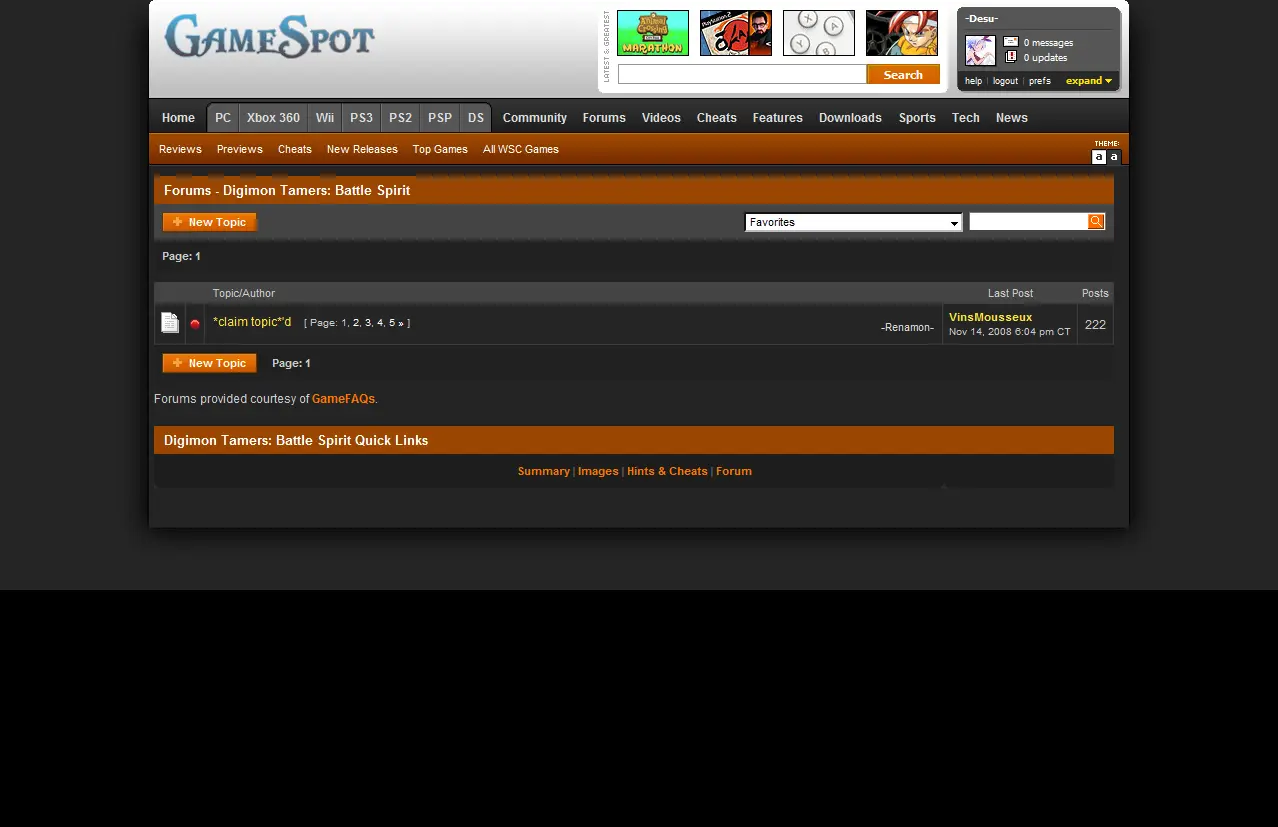 GAMESPOT
LATEST & GREATEST
Animal Crossing
MARATHON
PlayStation 2
X A Y B
Search
-Desu-
0 messages
0 updates
help | logout | prefs expand
Home PC Xbox 360 Wii PS3 PS2 PSP DS Community Forums Videos Cheats Features Downloads Sports Tech News
Reviews Previews Cheats New Releases Top Games All WSC Games
THEME:
a a
Forums - Digimon Tamers: Battle Spirit
+ New Topic Favorites
Page: 1
Topic/Author Last Post Posts
*claim topic*'d [ Page: 1, 2, 3, 4, 5 » ] -Renamon- VinsMousseux 222
Nov 14, 2008 6:04 pm CT
+ New Topic Page: 1
Forums provided courtesy of GameFAQs.
Digimon Tamers: Battle Spirit Quick Links
Summary | Images | Hints & Cheats | Forum